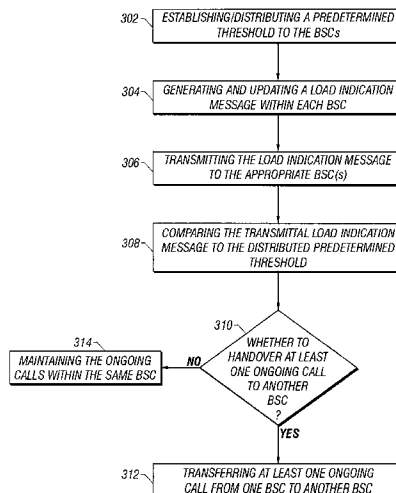 302
ESTABLISHING/DISTRIBUTING A PREDETERMINED
THRESHOLD TO THE BSCs
304
GENERATING AND UPDATING A LOAD INDICATION
MESSAGE WITHIN EACH BSC
306
TRANSMITTING THE LOAD INDICATION MESSAGE
TO THE APPROPRIATE BSC(s)
308
COMPARING THE TRANSMITTAL LOAD INDICATION
MESSAGE TO THE DISTRIBUTED PREDETERMINED
THRESHOLD
310
WHETHER TO
HANDOVER AT LEAST
ONE ONGOING CALL
TO ANOTHER
BSC
?
314
MAINTAINING THE ONGOING
CALLS WITHIN THE SAME BSC
NO
YES
312
TRANSFERRING AT LEAST ONE ONGOING
CALL FROM ONE BSC TO ANOTHER BSC